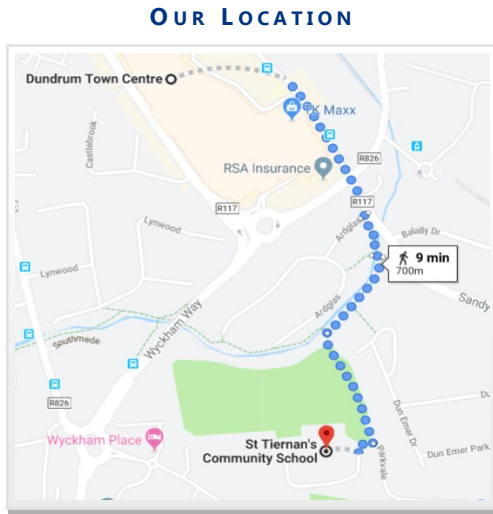 OUR LOCATION
Dundrum Town Centre
TK Maxx
Castlebrook
RSA Insurance
R826
R117
R117
Lynwood
Ardglas
Balally Dr
9 min
700m
Lynwood
Sandy
Ardglas
Wyckham Way
Southmede
R826
Dun Emer Dr
Du
Wyckham Place
St Tiernan's
Community School
Parkvale
Dun Emer Park